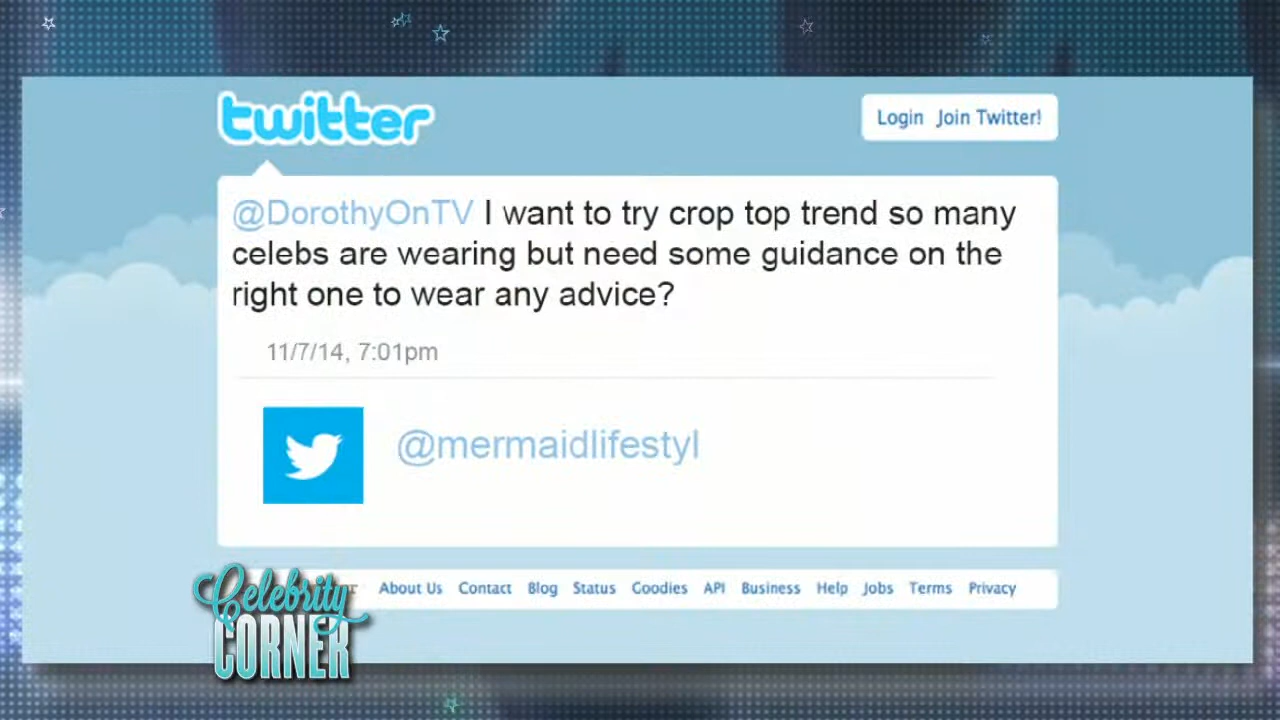 twitter
Login Join Twitter!
@DorothyOnTV I want to try crop top trend so many
celebs are wearing but need some guidance on the
right one to wear any advice?
11/7/14, 7:01pm
@mermaidlifestyl
About Us Contact Blog Status Goodies API Business Help Jobs Terms Privacy
Celebrity
CORNER